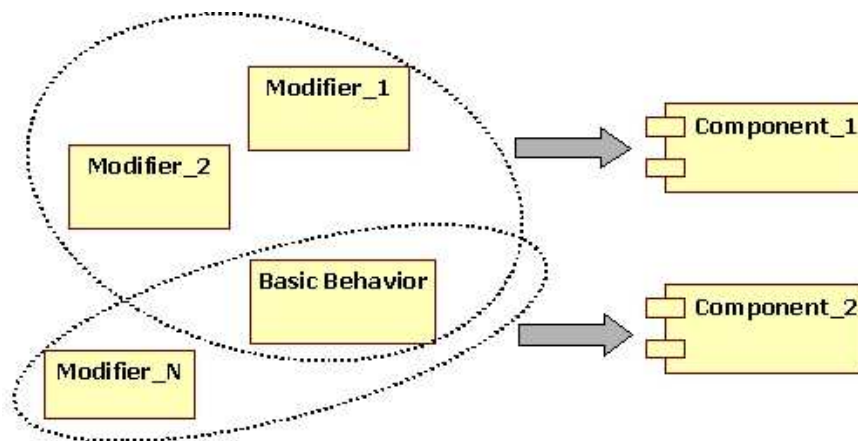 Modifier_1
Component_1
Modifier_2
Basic Behavior
Component_2
Modifier_N